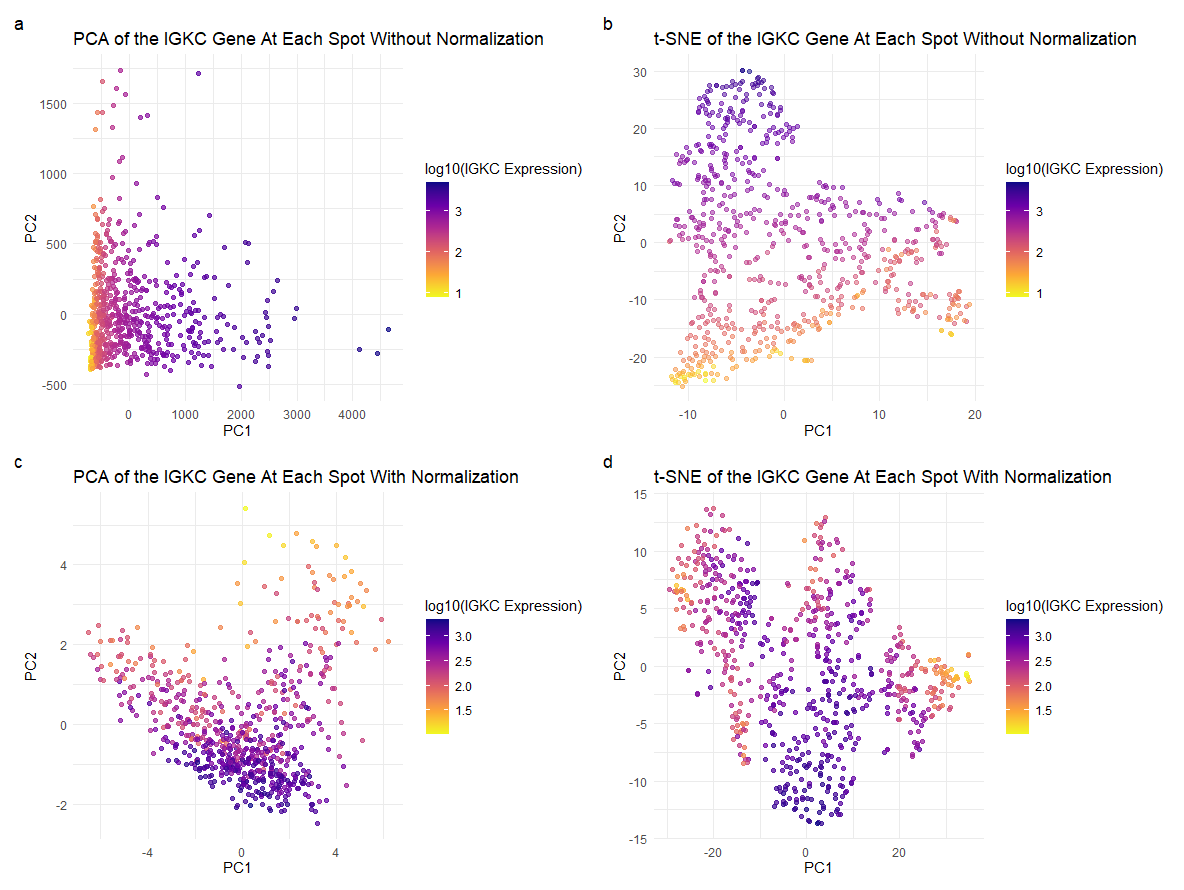 a
PCA of the IGKC Gene At Each Spot Without Normalization
PC2
1500
1000
500
0
-500
0
1000
2000
3000
4000
PC1
log10(IGKC Expression)
3
2
1
b
t-SNE of the IGKC Gene At Each Spot Without Normalization
PC2
30
20
10
0
-10
-20
-10
0
10
20
PC1
log10(IGKC Expression)
3
2
1
c
PCA of the IGKC Gene At Each Spot With Normalization
PC2
4
2
0
-2
-4
0
4
PC1
log10(IGKC Expression)
3.0
2.5
2.0
1.5
d
t-SNE of the IGKC Gene At Each Spot With Normalization
PC2
15
10
5
0
-5
-10
-15
-20
0
20
PC1
log10(IGKC Expression)
3.0
2.5
2.0
1.5